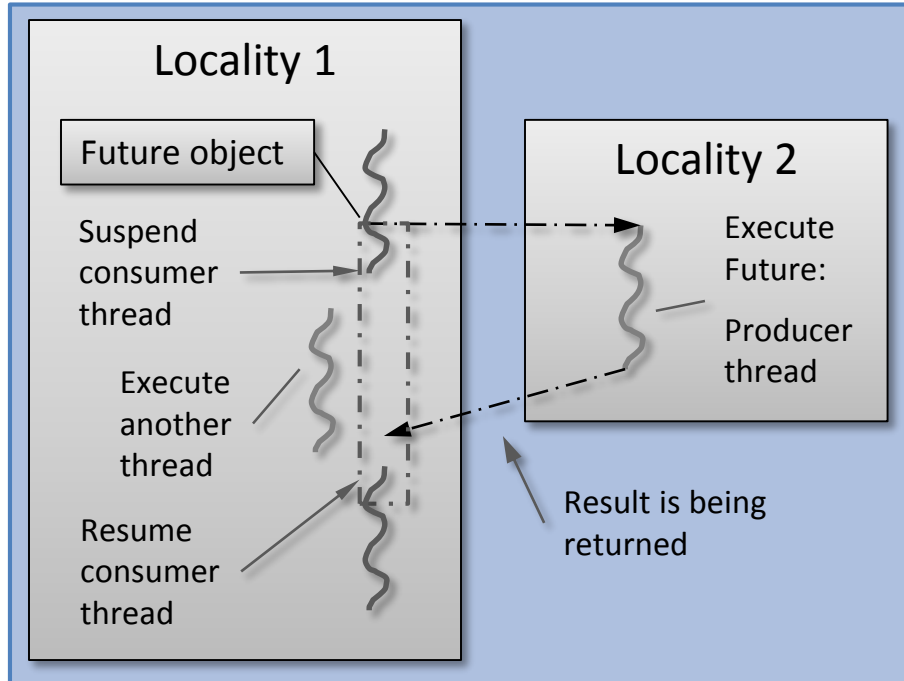 Locality 1
Future object
Suspend
consumer
thread
Execute
another
thread
Resume
consumer
thread
Locality 2
Execute
Future:
Producer
thread
Result is being
returned